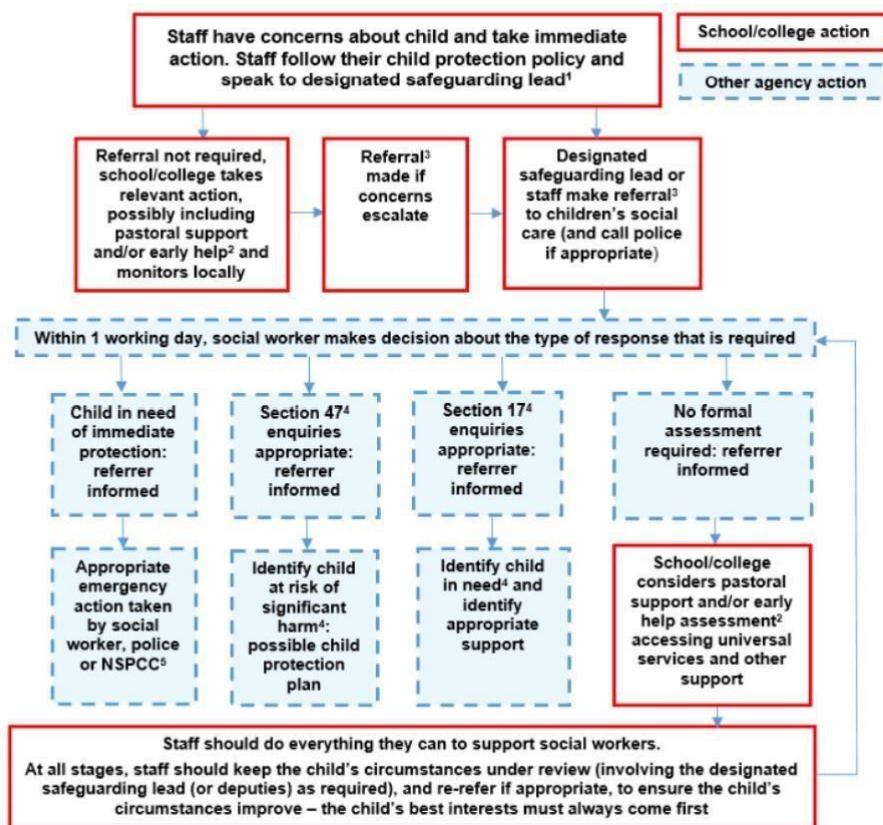 Staff have concerns about child and take immediate
action. Staff follow their child protection policy and
speak to designated safeguarding lead¹
School/college action
Other agency action
Referral not required,
school/college takes
relevant action,
possibly including
pastoral support
and/or early help² and
monitors locally
Referral³
made if
concerns
escalate
Designated
safeguarding lead or
staff make referral³
to children's social
care (and call police
if appropriate)
Within 1 working day, social worker makes decision about the type of response that is required
Child in need
of immediate
protection:
referrer
informed
Section 47⁴
enquiries
appropriate:
referrer
informed
Section 17⁴
enquiries
appropriate:
referrer
informed
No formal
assessment
required: referrer
informed
Appropriate
emergency
action taken
by social
worker, police
or NSPCC⁵
Identify child
at risk of
significant
harm⁴:
possible child
protection
plan
Identify child
in need⁴ and
identify
appropriate
support
School/college
considers pastoral
support and/or early
help assessment²
accessing universal
services and other
support
Staff should do everything they can to support social workers.
At all stages, staff should keep the child's circumstances under review (involving the designated
safeguarding lead (or deputies) as required), and re-refer if appropriate, to ensure the child's
circumstances improve – the child's best interests must always come first